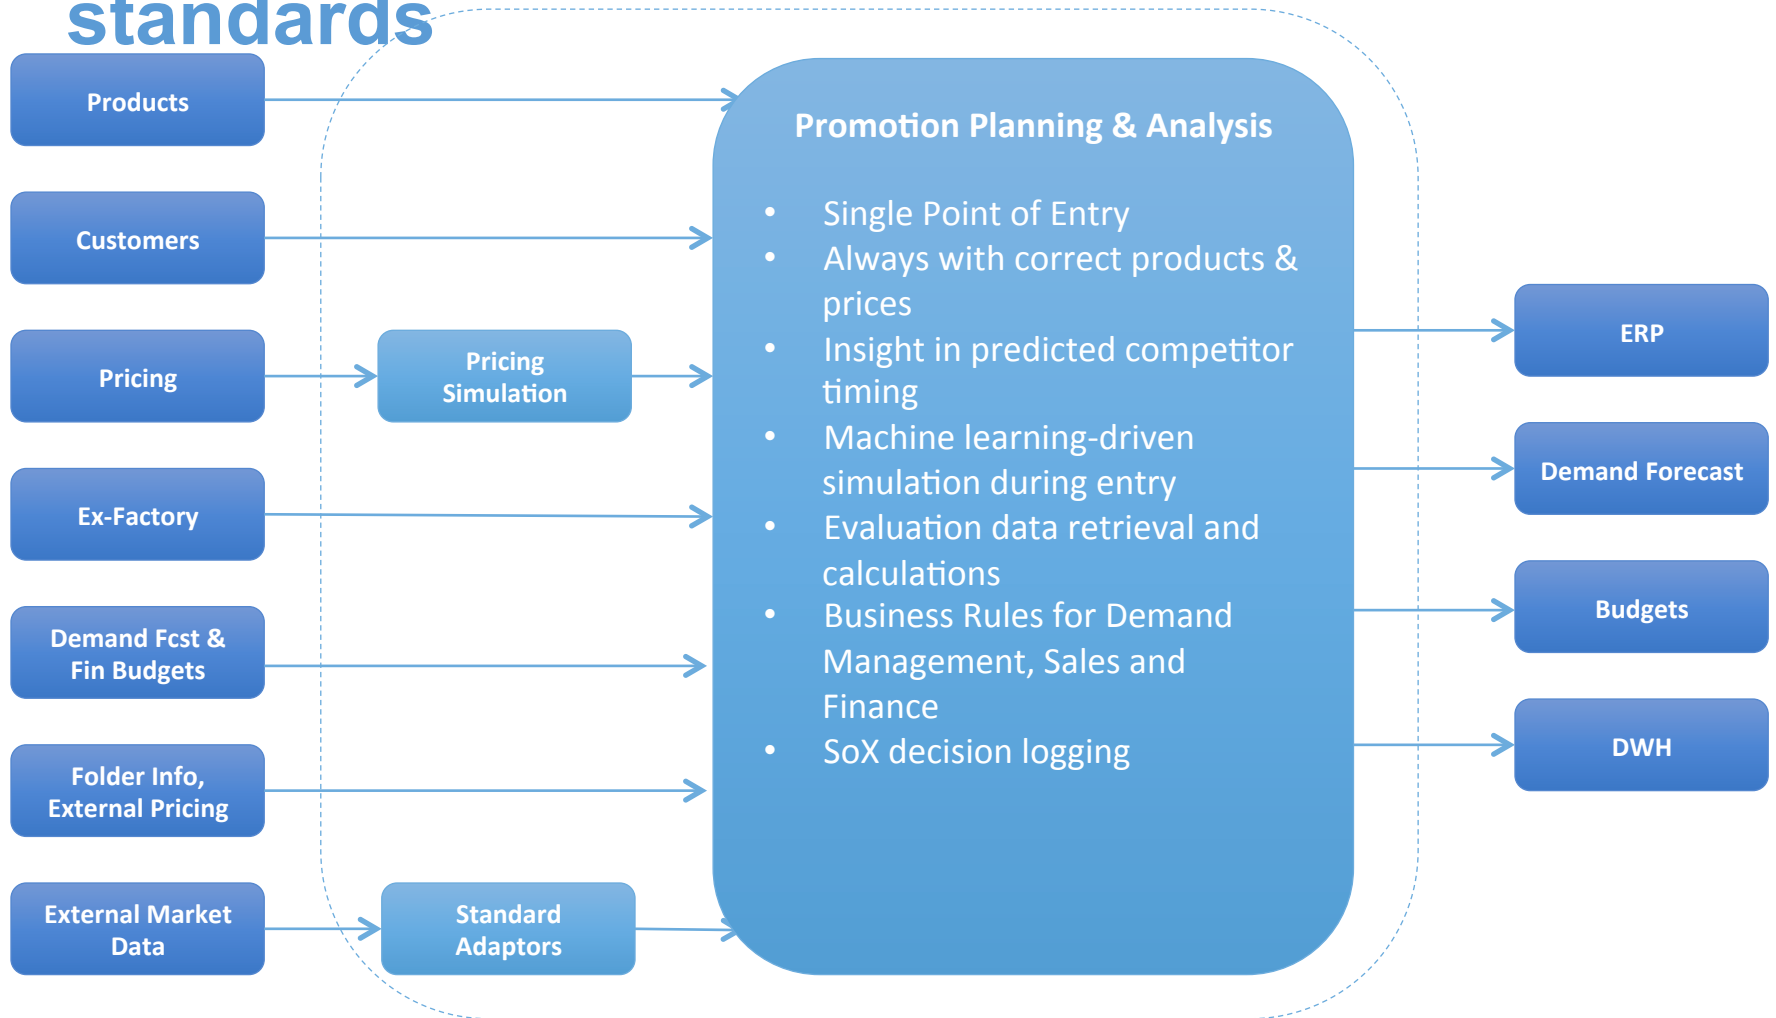 standards
Products
Customers
Pricing
Ex-Factory
Demand Fcst &
Fin Budgets
Folder Info,
External Pricing
External Market
Data
Pricing
Simulation
Standard
Adaptors
Promotion Planning & Analysis
• Single Point of Entry
• Always with correct products &
prices
• Insight in predicted competitor
timing
• Machine learning-driven
simulation during entry
• Evaluation data retrieval and
calculations
• Business Rules for Demand
Management, Sales and
Finance
• SoX decision logging
ERP
Demand Forecast
Budgets
DWH